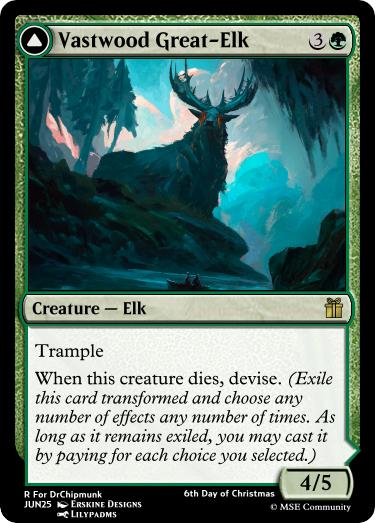 Vastwood Great-Elk 3
Creature — Elk
Trample
When this creature dies, devise. (Exile
this card transformed and choose any
number of effects any number of times. As
long as it remains exiled, you may cast it
by paying for each choice you selected.)
4/5
R For DrChipmunk
6th Day of Christmas
JUN25 Erskine Designs
© MSE Community
Lilypadms